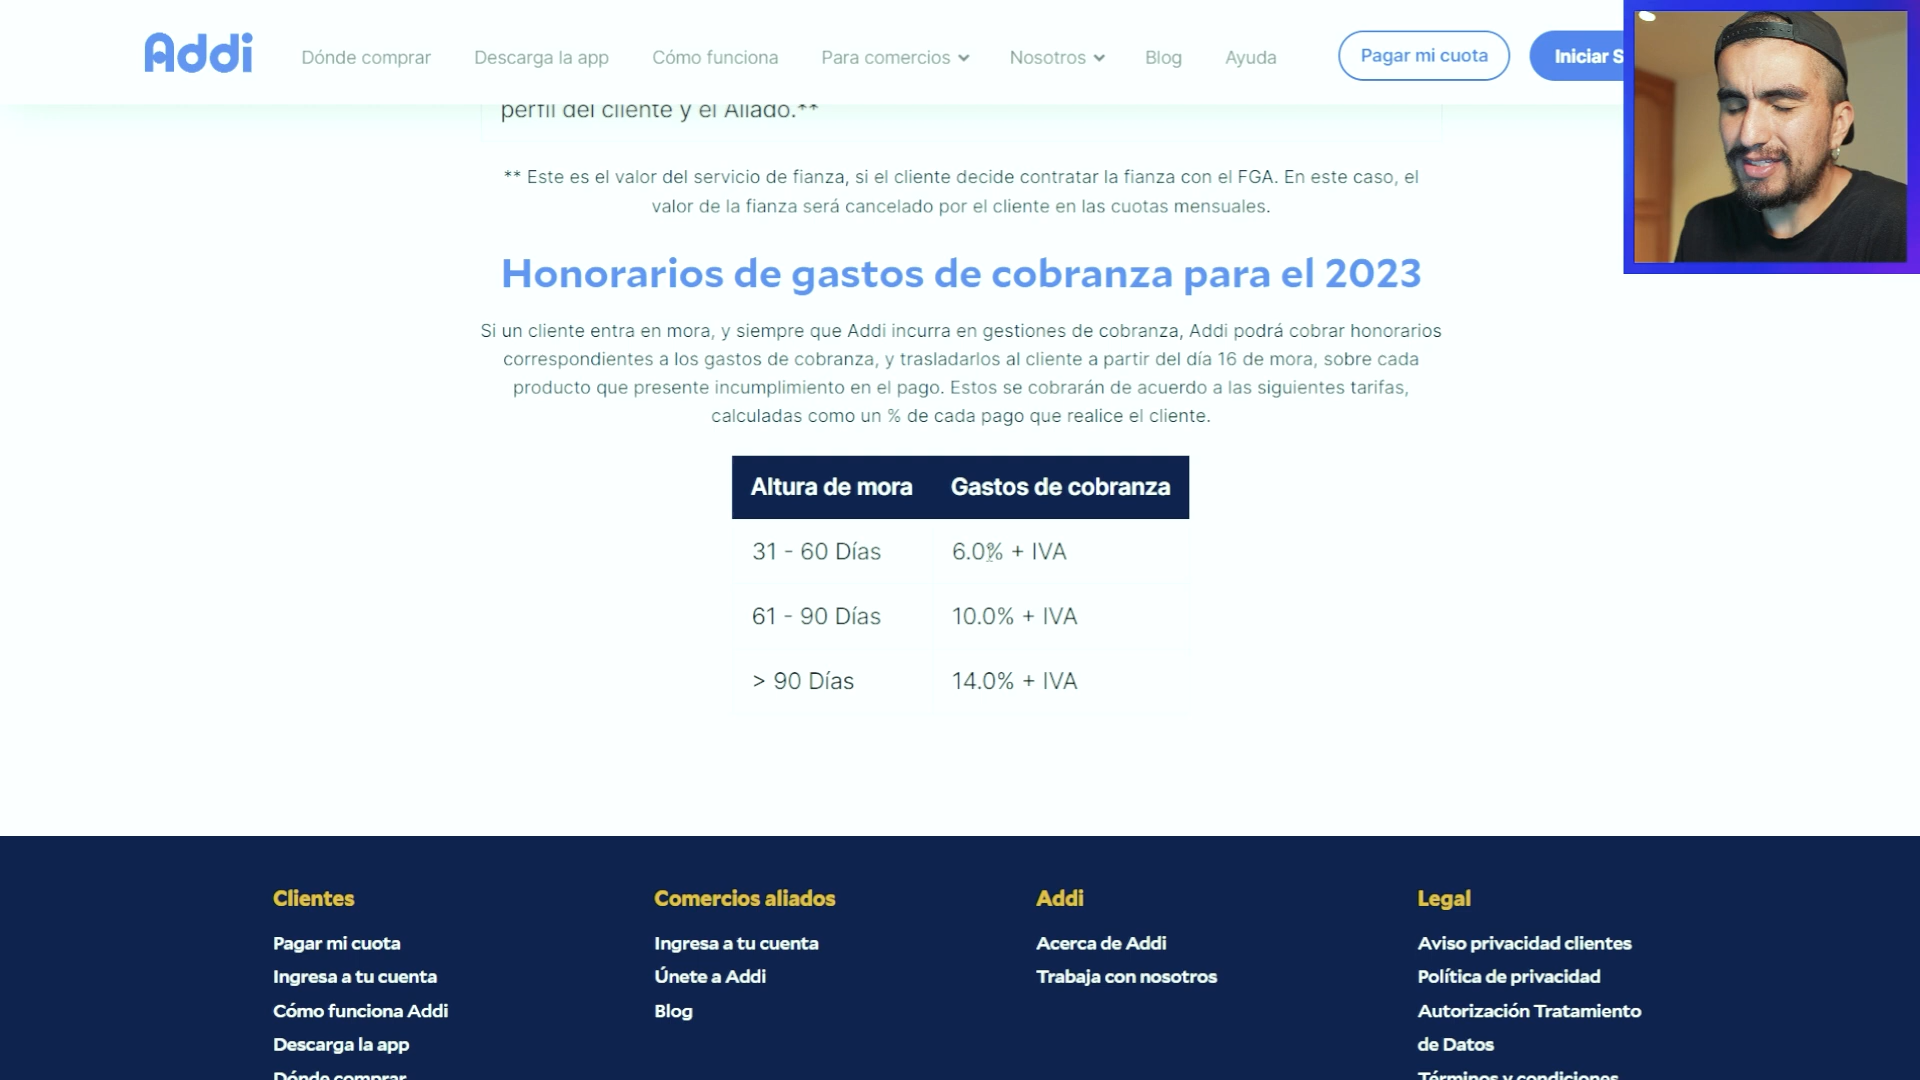 Addi
Dónde comprar
Descarga la app
Cómo funciona
Para comercios
Nosotros
Blog
Ayuda
Pagar mi cuota
Iniciar S
perfil del cliente y el Aliado.**
** Este es el valor del servicio de fianza, si el cliente decide contratar la fianza con el FGA. En este caso, el
valor de la fianza será cancelado por el cliente en las cuotas mensuales.
Honorarios de gastos de cobranza para el 2023
Si un cliente entra en mora, y siempre que Addi incurra en gestiones de cobranza, Addi podrá cobrar honorarios
correspondientes a los gastos de cobranza, y trasladarlos al cliente a partir del día 16 de mora, sobre cada
producto que presente incumplimiento en el pago. Estos se cobrarán de acuerdo a las siguientes tarifas,
calculadas como un % de cada pago que realice el cliente.
Altura de mora Gastos de cobranza
31 - 60 Días 6.0% + IVA
61 - 90 Días 10.0% + IVA
> 90 Días 14.0% + IVA
Clientes
Pagar mi cuota
Ingresa a tu cuenta
Cómo funciona Addi
Descarga la app
Dónde comprar
Comercios aliados
Ingresa a tu cuenta
Únete a Addi
Blog
Addi
Acerca de Addi
Trabaja con nosotros
Legal
Aviso privacidad clientes
Política de privacidad
Autorización Tratamiento
de Datos
Términos y condiciones